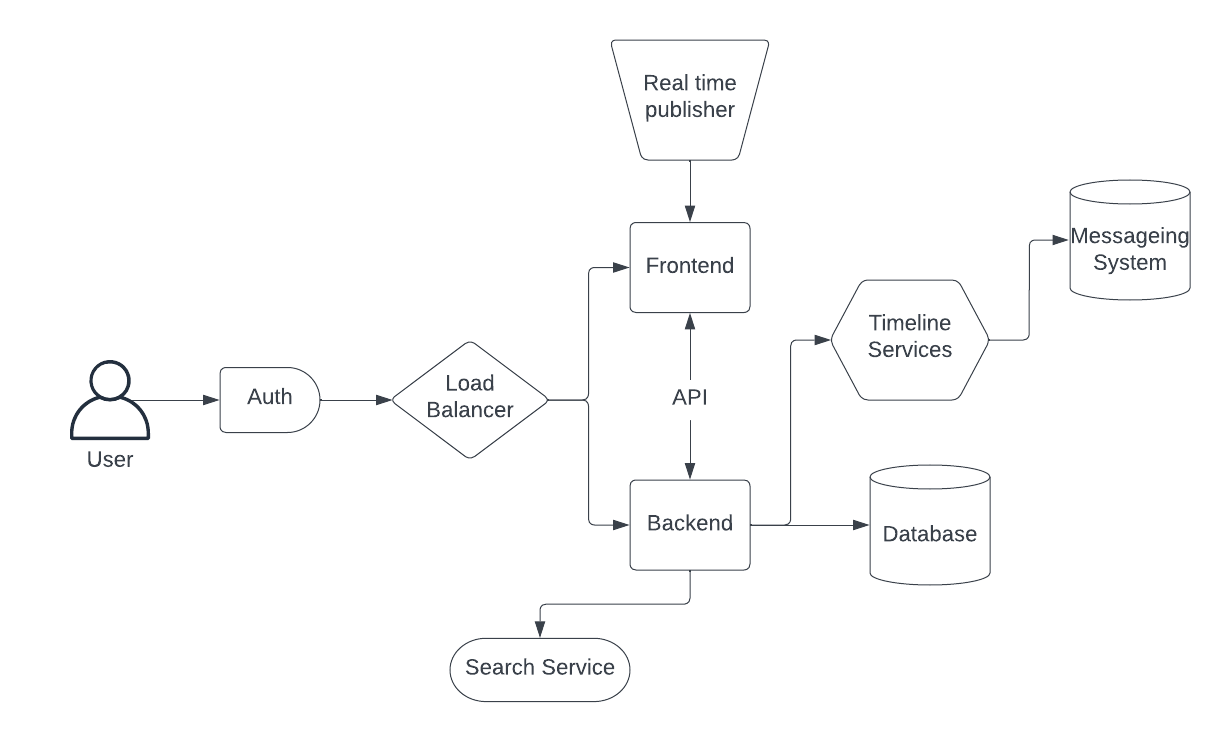 Real time
publisher
Frontend
Messageing
System
Timeline
Services
Auth
Load
Balancer
API
User
Backend
Database
Search Service